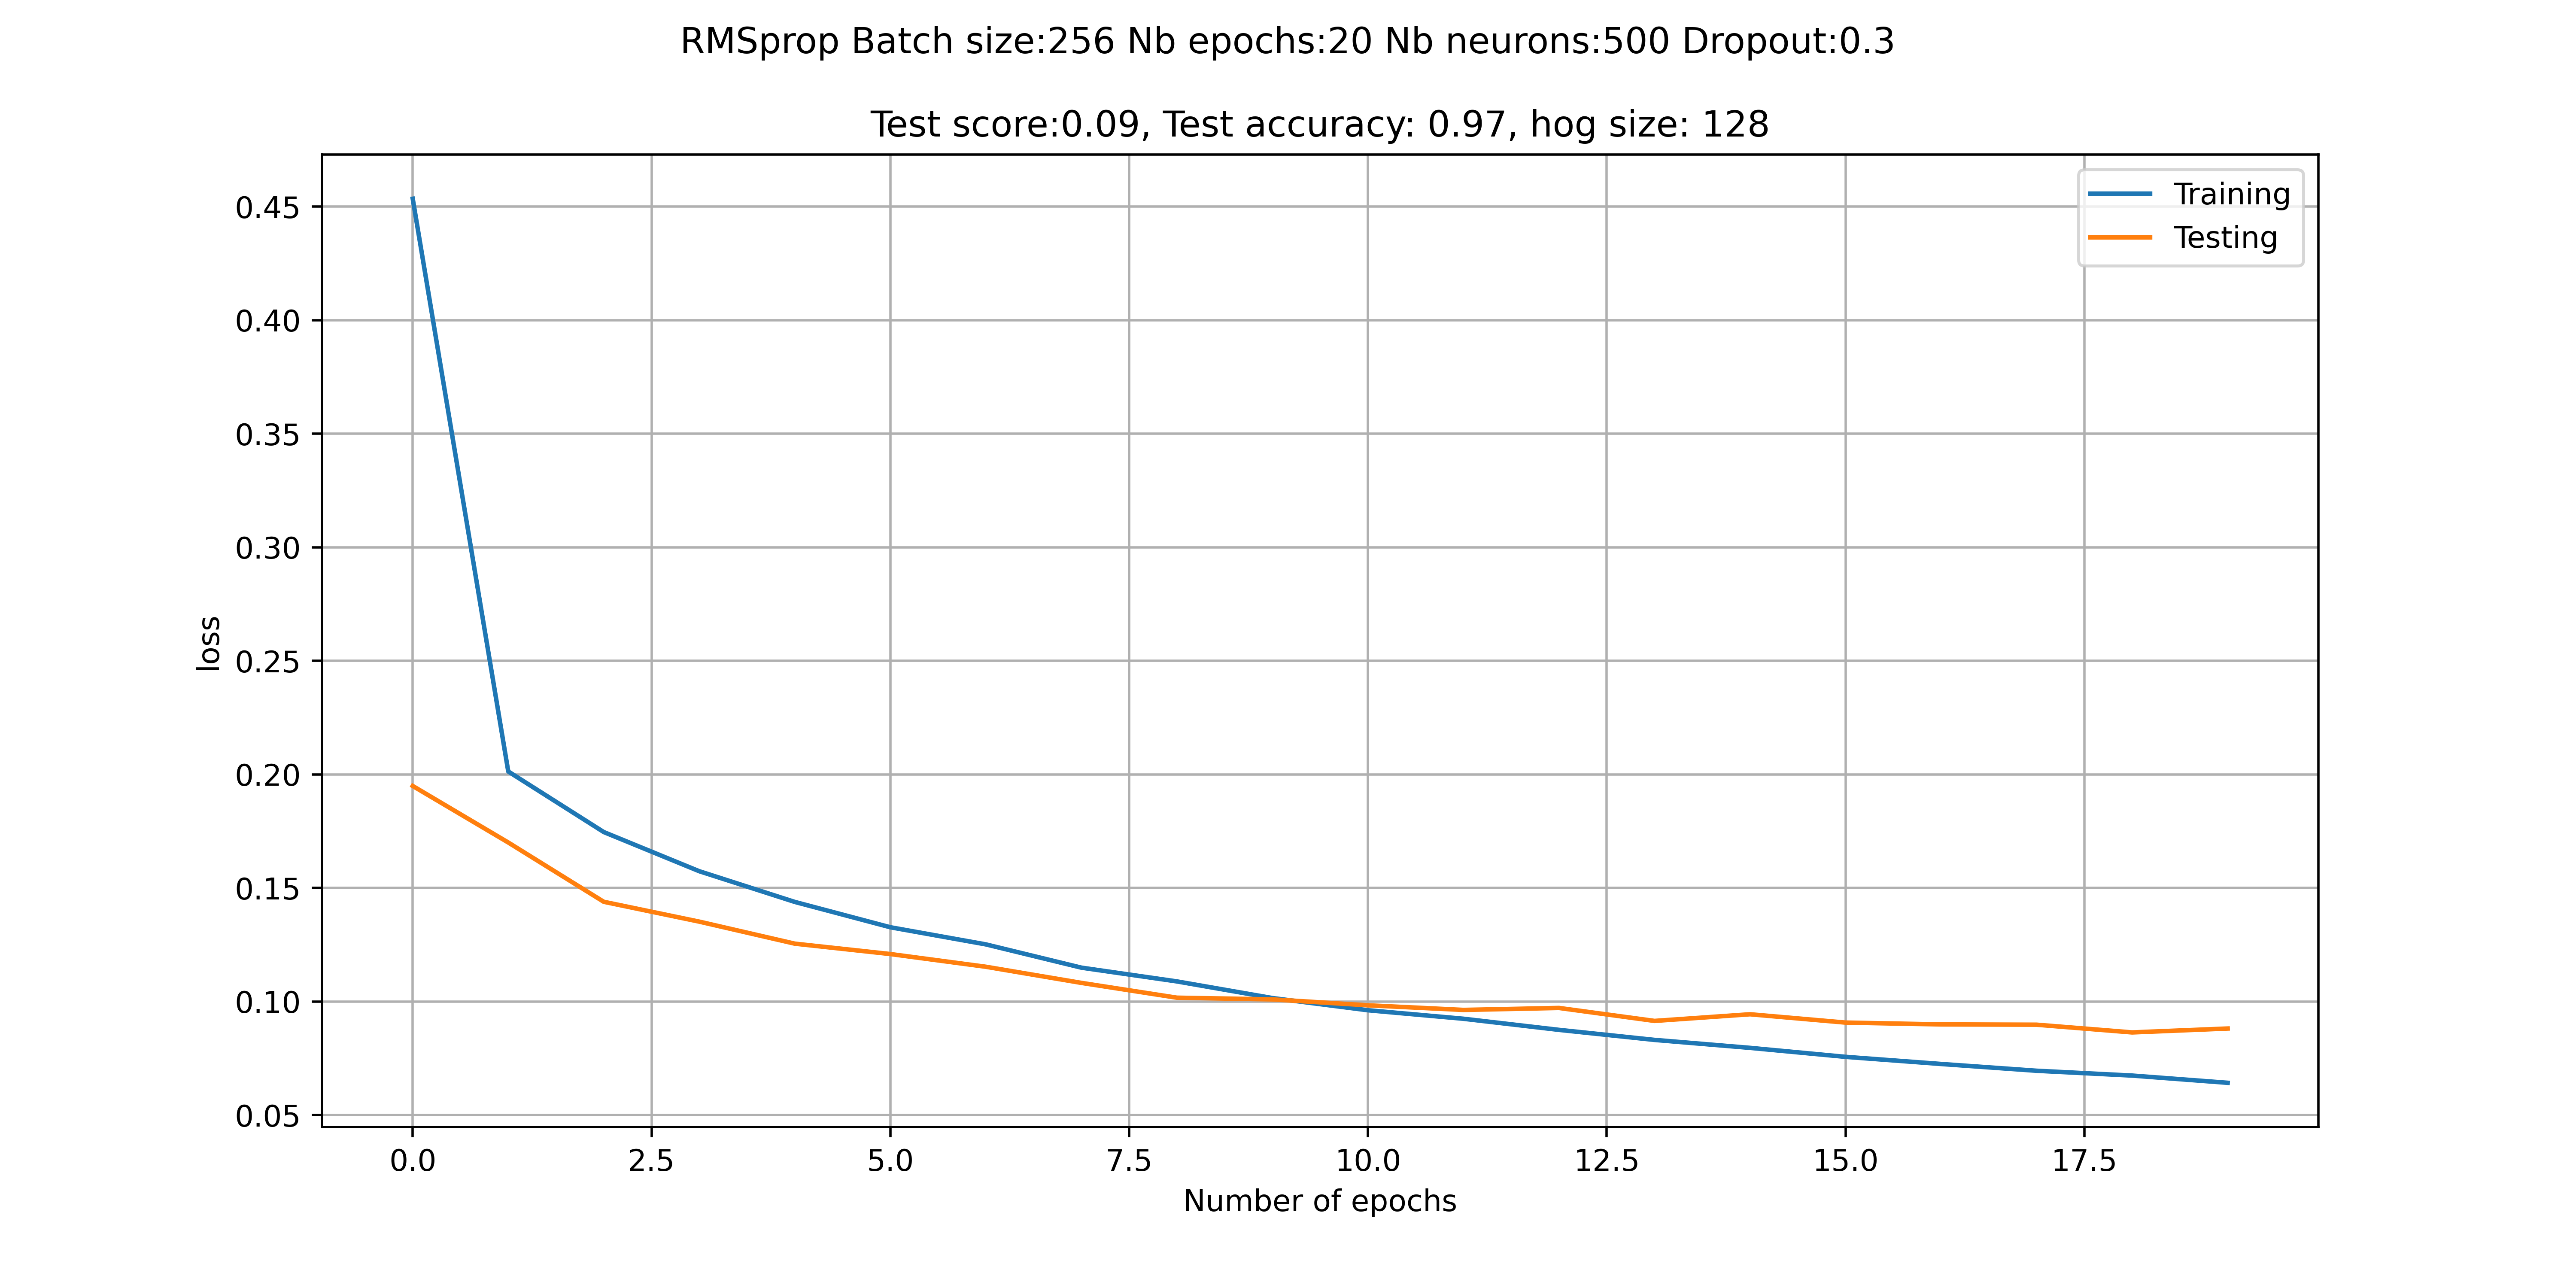 RMSprop Batch size:256 Nb epochs:20 Nb neurons:500 Dropout:0.3
Test score:0.09, Test accuracy: 0.97, hog size: 128
Training
Testing
0.45
0.40
0.35
0.30
0.25
0.20
0.15
0.10
0.05
loss
0.0 2.5 5.0 7.5 10.0 12.5 15.0 17.5
Number of epochs